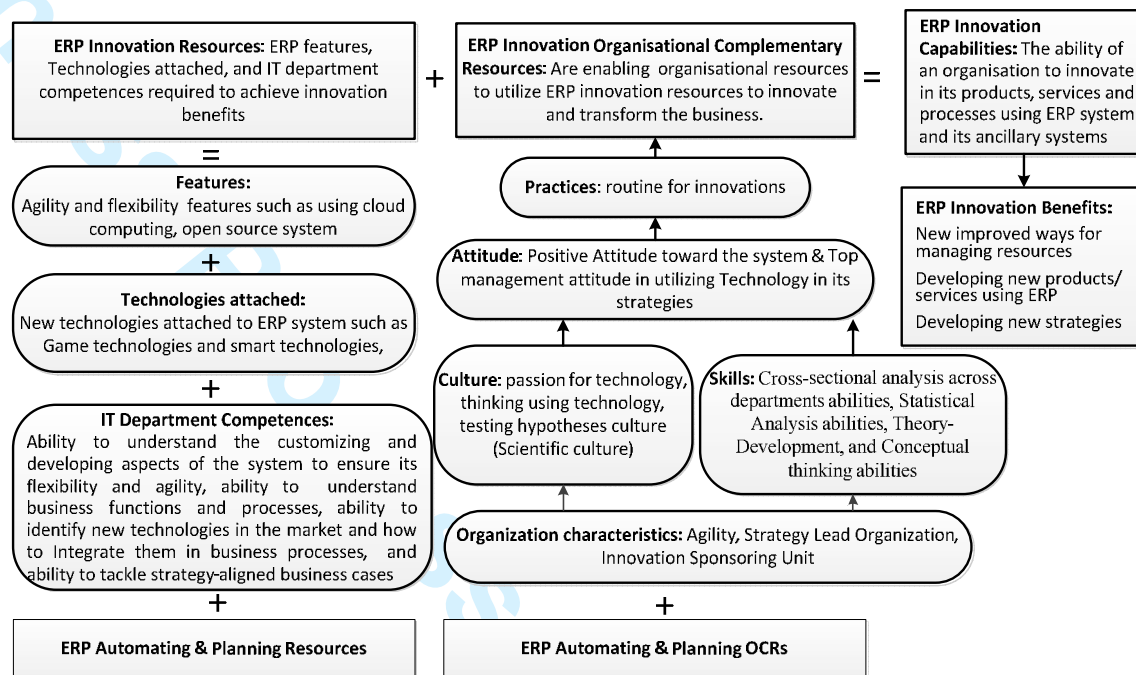 ERP Innovation Resources: ERP features,
Technologies attached, and IT department
competences required to achieve innovation
benefits
+
ERP Innovation Organisational Complementary
Resources: Are enabling organisational resources
to utilize ERP innovation resources to innovate
and transform the business.
=
ERP Innovation
Capabilities: The ability of
an organisation to innovate
in its products, services and
processes using ERP system
and its ancillary systems
=
Features:
Agility and flexibility features such as using cloud
computing, open source system
+
Technologies attached:
New technologies attached to ERP system such as
Game technologies and smart technologies,
+
IT Department Competences:
Ability to understand the customizing and
developing aspects of the system to ensure its
flexibility and agility, ability to understand
business functions and processes, ability to
identify new technologies in the market and how
to Integrate them in business processes, and
ability to tackle strategy-aligned business cases
+
ERP Automating & Planning Resources
Practices: routine for innovations
Attitude: Positive Attitude toward the system & Top
management attitude in utilizing Technology in its
strategies
Culture: passion for technology,
thinking using technology,
testing hypotheses culture
(Scientific culture)
Skills: Cross-sectional analysis across
departments abilities, Statistical
Analysis abilities, Theory-
Development, and Conceptual
thinking abilities
Organization characteristics: Agility, Strategy Lead Organization,
Innovation Sponsoring Unit
+
ERP Automating & Planning OCRs
ERP Innovation Benefits:
New improved ways for
managing resources
Developing new products/
services using ERP
Developing new strategies